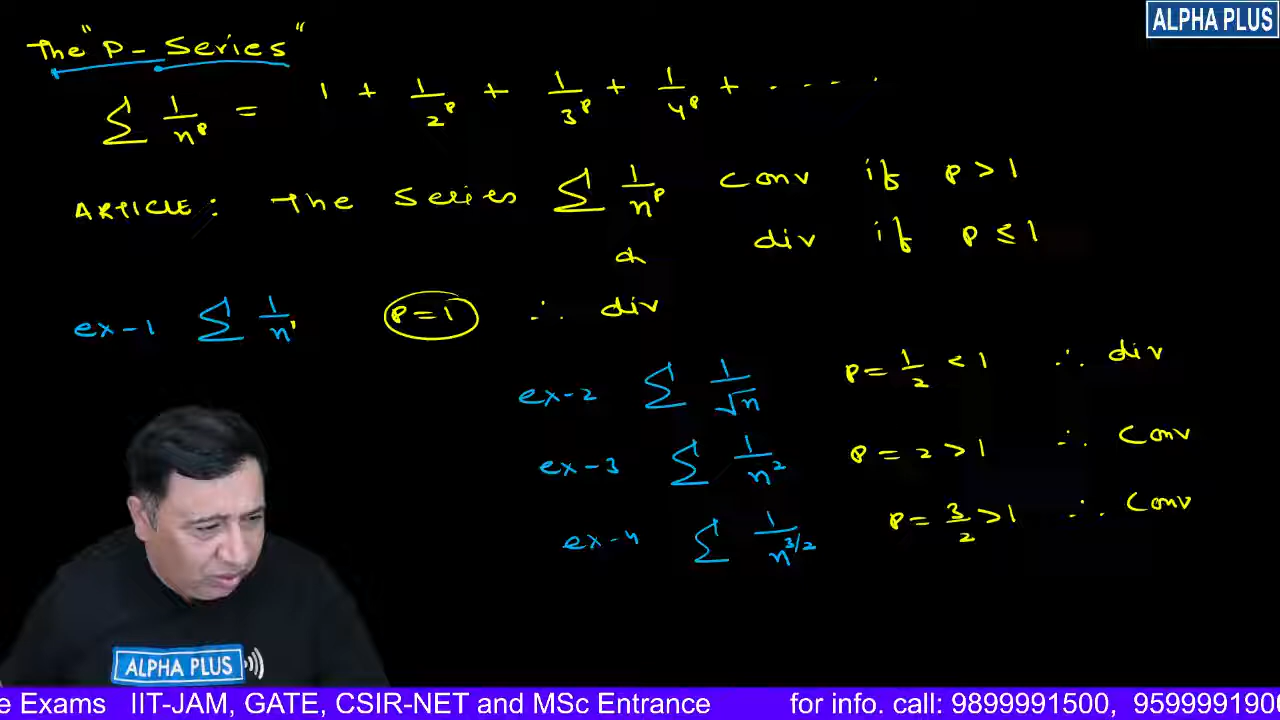 The "P - Series"
∑ 1/n^p = 1 + 1/2^p + 1/3^p + 1/4^p + .....
ARTICLE: The Series ∑ 1/n^p conv if p > 1
& div if p ≤ 1
ex-1 ∑ 1/n^1 p = 1 ∴ div
ex-2 ∑ 1/√n p = 1/2 < 1 ∴ div
ex-3 ∑ 1/n^2 p = 2 > 1 ∴ Conv
ex-4 ∑ 1/n^3/2 p = 3/2 > 1 ∴ Conv
ALPHA PLUS
ALPHA PLUS
e Exams IIT-JAM, GATE, CSIR-NET and MSc Entrance for info. call: 9899991500, 959999190